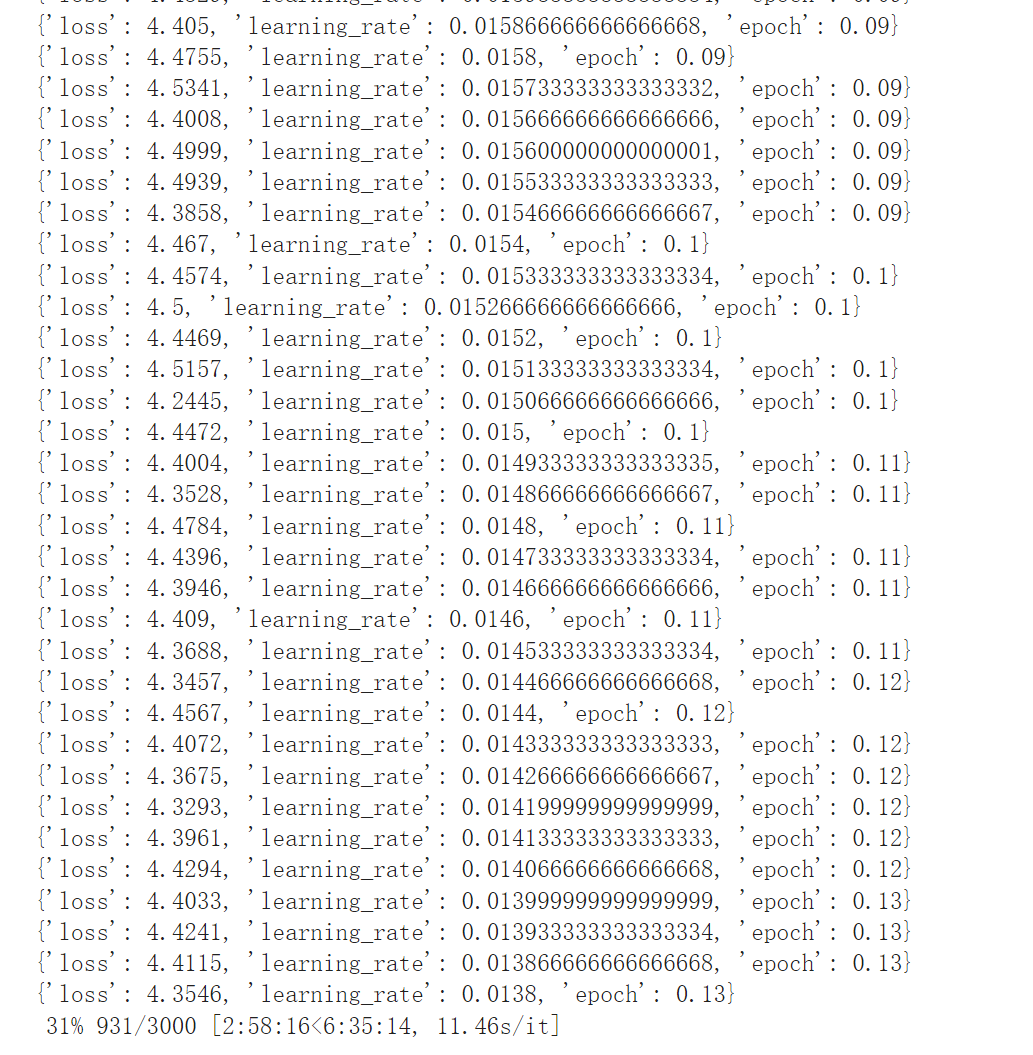 {'loss': 4.405, 'learning_rate': 0.015866666666666668, 'epoch': 0.09}
{'loss': 4.4755, 'learning_rate': 0.0158, 'epoch': 0.09}
{'loss': 4.5341, 'learning_rate': 0.015733333333333332, 'epoch': 0.09}
{'loss': 4.4008, 'learning_rate': 0.015666666666666666, 'epoch': 0.09}
{'loss': 4.4999, 'learning_rate': 0.015600000000000001, 'epoch': 0.09}
{'loss': 4.4939, 'learning_rate': 0.015533333333333333, 'epoch': 0.09}
{'loss': 4.3858, 'learning_rate': 0.015466666666666667, 'epoch': 0.09}
{'loss': 4.467, 'learning_rate': 0.0154, 'epoch': 0.1}
{'loss': 4.4574, 'learning_rate': 0.015333333333333334, 'epoch': 0.1}
{'loss': 4.5, 'learning_rate': 0.015266666666666666, 'epoch': 0.1}
{'loss': 4.4469, 'learning_rate': 0.0152, 'epoch': 0.1}
{'loss': 4.5157, 'learning_rate': 0.015133333333333334, 'epoch': 0.1}
{'loss': 4.2445, 'learning_rate': 0.015066666666666666, 'epoch': 0.1}
{'loss': 4.4472, 'learning_rate': 0.015, 'epoch': 0.1}
{'loss': 4.4004, 'learning_rate': 0.014933333333333335, 'epoch': 0.11}
{'loss': 4.3528, 'learning_rate': 0.014866666666666667, 'epoch': 0.11}
{'loss': 4.4784, 'learning_rate': 0.0148, 'epoch': 0.11}
{'loss': 4.4396, 'learning_rate': 0.014733333333333334, 'epoch': 0.11}
{'loss': 4.3946, 'learning_rate': 0.014666666666666666, 'epoch': 0.11}
{'loss': 4.409, 'learning_rate': 0.0146, 'epoch': 0.11}
{'loss': 4.3688, 'learning_rate': 0.014533333333333334, 'epoch': 0.11}
{'loss': 4.3457, 'learning_rate': 0.014466666666666668, 'epoch': 0.12}
{'loss': 4.4567, 'learning_rate': 0.0144, 'epoch': 0.12}
{'loss': 4.4072, 'learning_rate': 0.014333333333333333, 'epoch': 0.12}
{'loss': 4.3675, 'learning_rate': 0.014266666666666667, 'epoch': 0.12}
{'loss': 4.3293, 'learning_rate': 0.014199999999999999, 'epoch': 0.12}
{'loss': 4.3961, 'learning_rate': 0.014133333333333333, 'epoch': 0.12}
{'loss': 4.4294, 'learning_rate': 0.014066666666666668, 'epoch': 0.12}
{'loss': 4.4033, 'learning_rate': 0.013999999999999999, 'epoch': 0.13}
{'loss': 4.4241, 'learning_rate': 0.013933333333333334, 'epoch': 0.13}
{'loss': 4.4115, 'learning_rate': 0.013866666666666668, 'epoch': 0.13}
{'loss': 4.3546, 'learning_rate': 0.0138, 'epoch': 0.13}
31% 931/3000 [2:58:16<6:35:14, 11.46s/it]